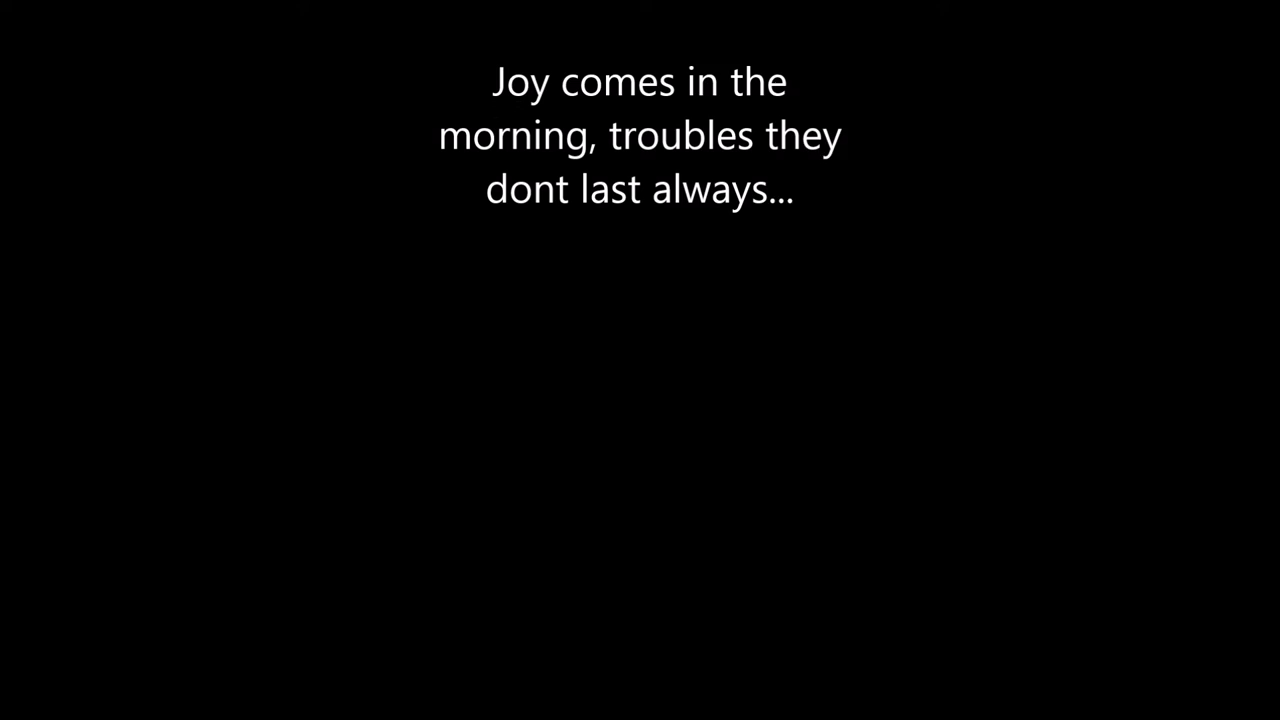 Joy comes in the
morning, troubles they
dont last always...